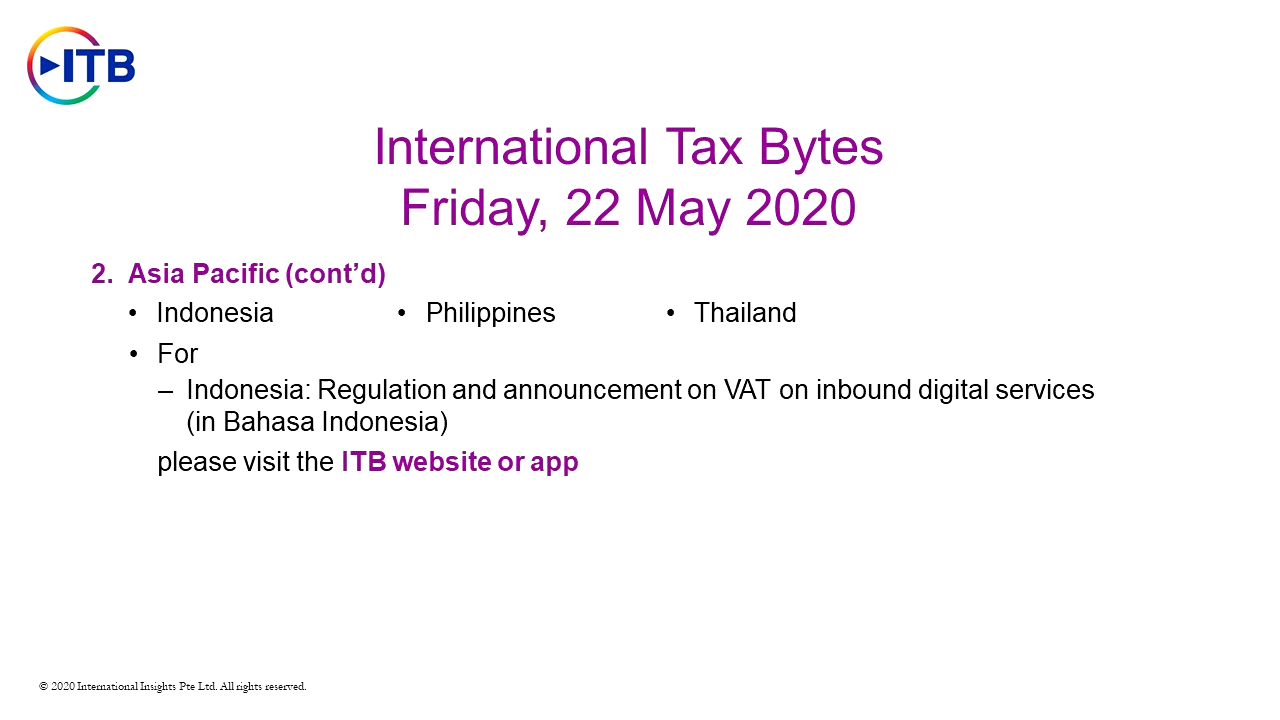 ITB
International Tax Bytes
Friday, 22 May 2020
2. Asia Pacific (cont’d)
• Indonesia • Philippines • Thailand
• For
– Indonesia: Regulation and announcement on VAT on inbound digital services
(in Bahasa Indonesia)
please visit the ITB website or app
© 2020 International Insights Pte Ltd. All rights reserved.